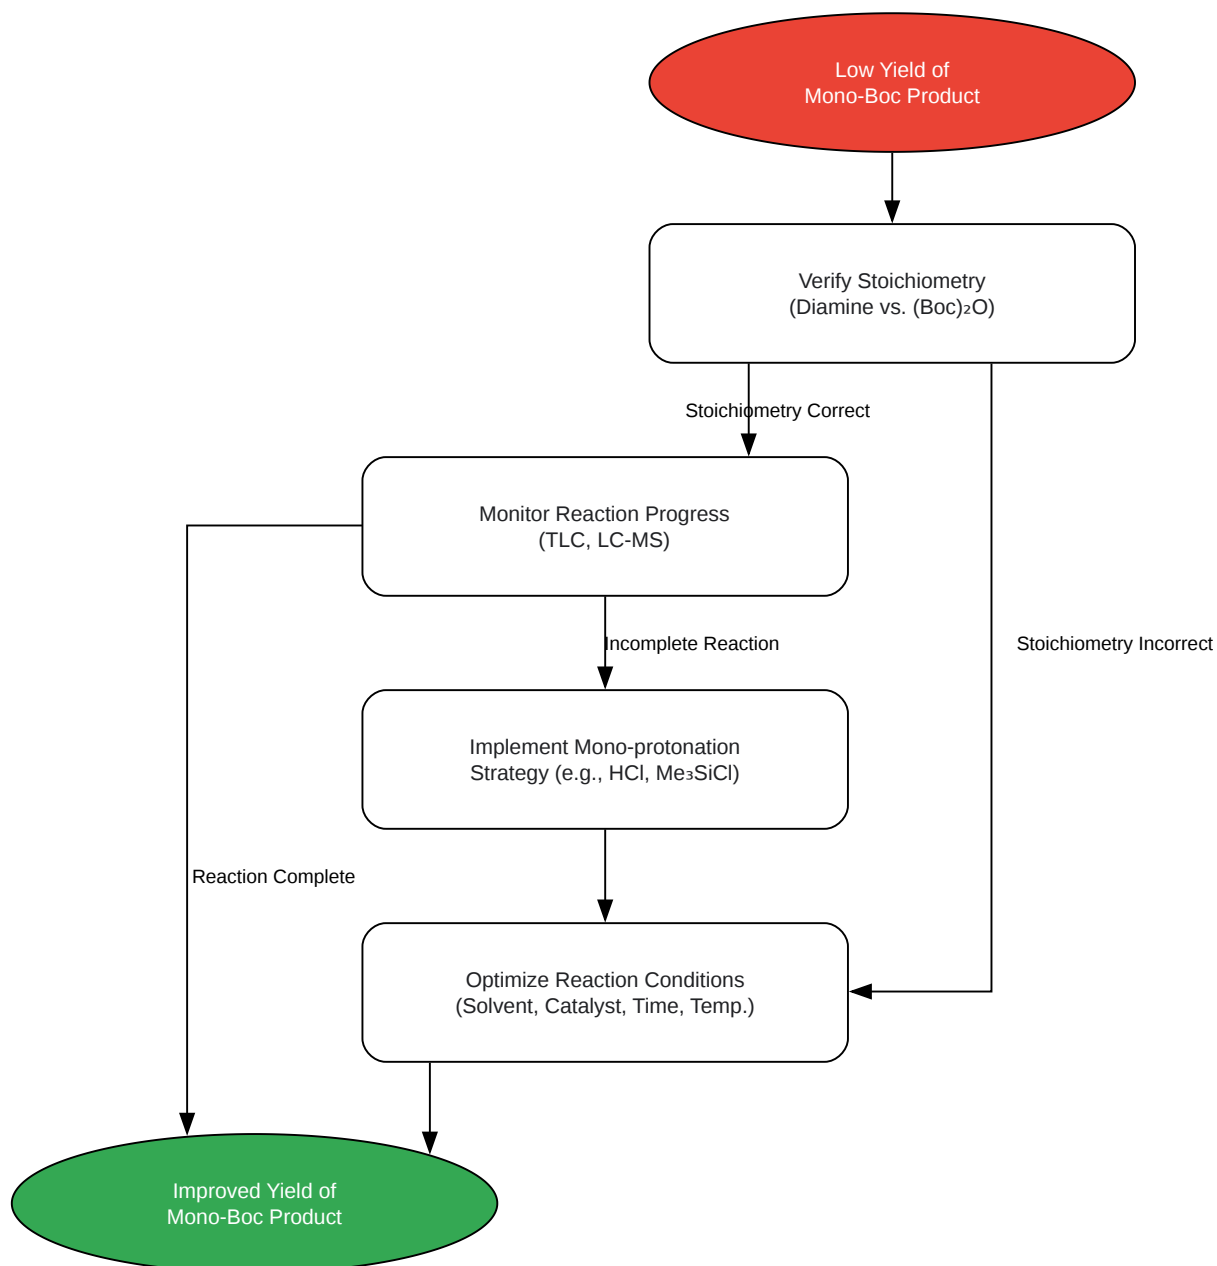 Low Yield of
Mono-Boc Product
Verify Stoichiometry
(Diamine vs. (Boc)₂O)
Stoichiometry Correct
Monitor Reaction Progress
(TLC, LC-MS)
Incomplete Reaction
Stoichiometry Incorrect
Implement Mono-protonation
Strategy (e.g., HCl, Me₃SiCl)
Reaction Complete
Optimize Reaction Conditions
(Solvent, Catalyst, Time, Temp.)
Improved Yield of
Mono-Boc Product